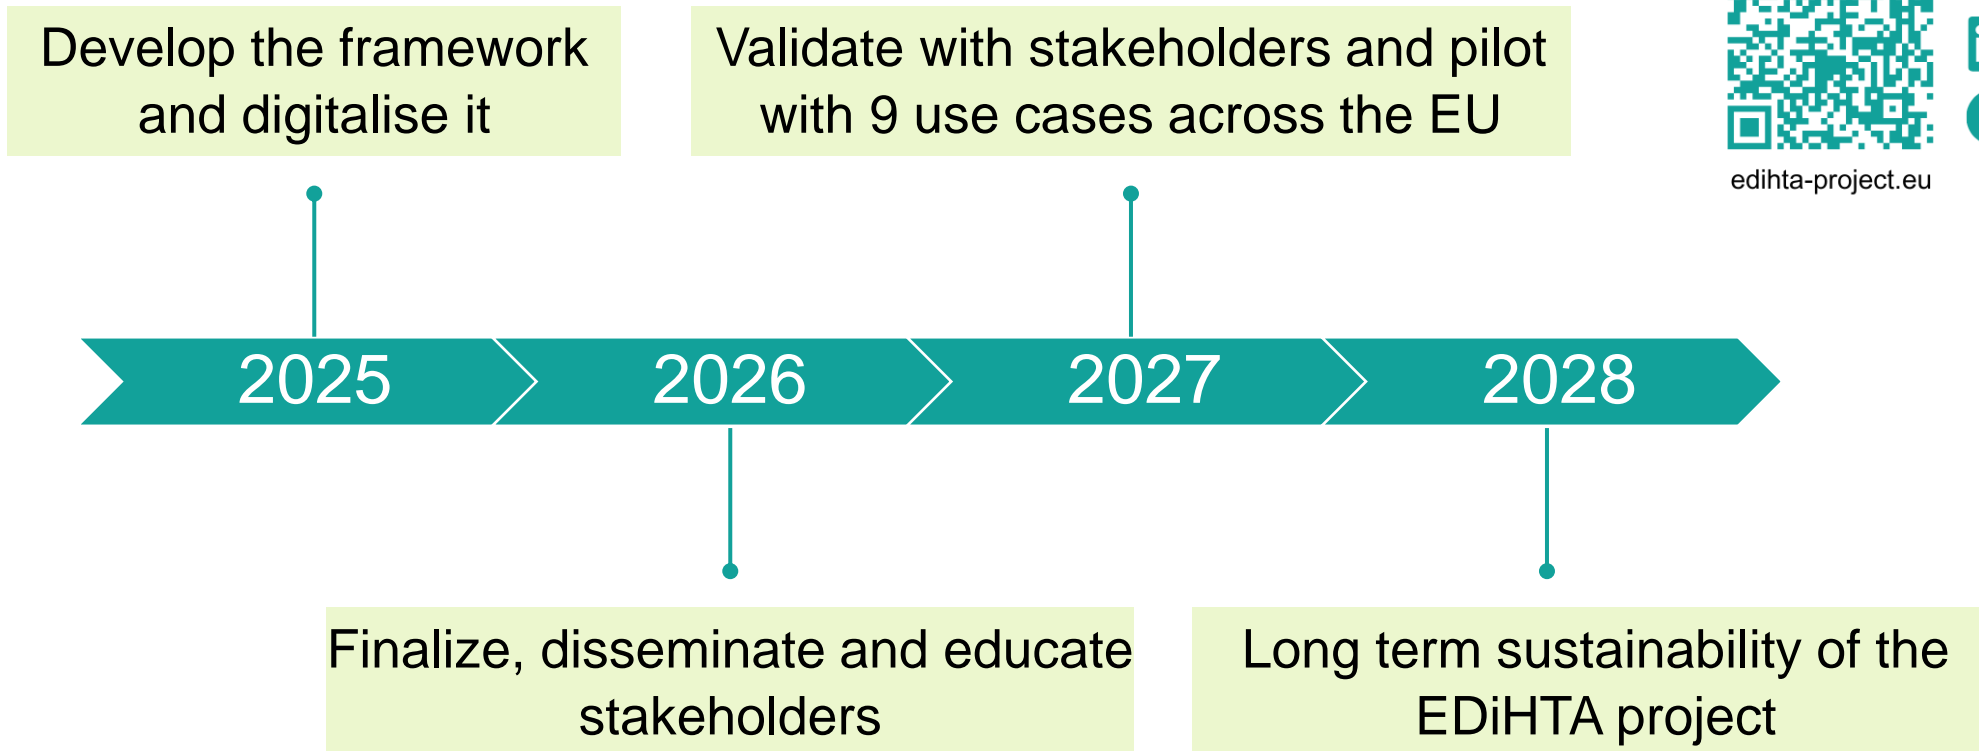 Develop the framework
and digitalise it
Validate with stakeholders and pilot
with 9 use cases across the EU
edihta-project.eu
2025
2026
2027
2028
Finalize, disseminate and educate
stakeholders
Long term sustainability of the
EDiHTA project